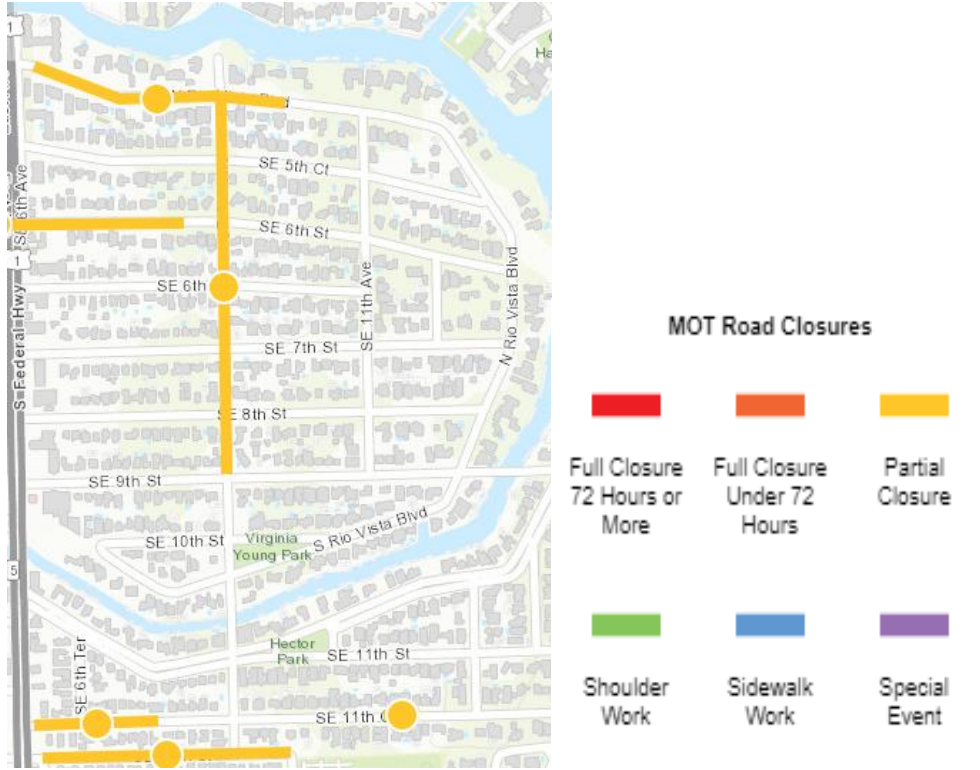 1
Ha
SE 5th Ct
SE 6th Ave
SE 6th St
1
SE 6th
SE 11th Ave
N Rio Vista Blvd
S Federal Hwy
SE 7th St
SE 8th St
SE 9th St
SE 10th St
Virginia
Young Park
S Rio Vista Blvd
5
Hector
Park
SE 11th St
SE 6th Ter
SE 11th
MOT Road Closures
Full Closure
72 Hours or
More
Full Closure
Under 72
Hours
Partial
Closure
Shoulder
Work
Sidewalk
Work
Special
Event